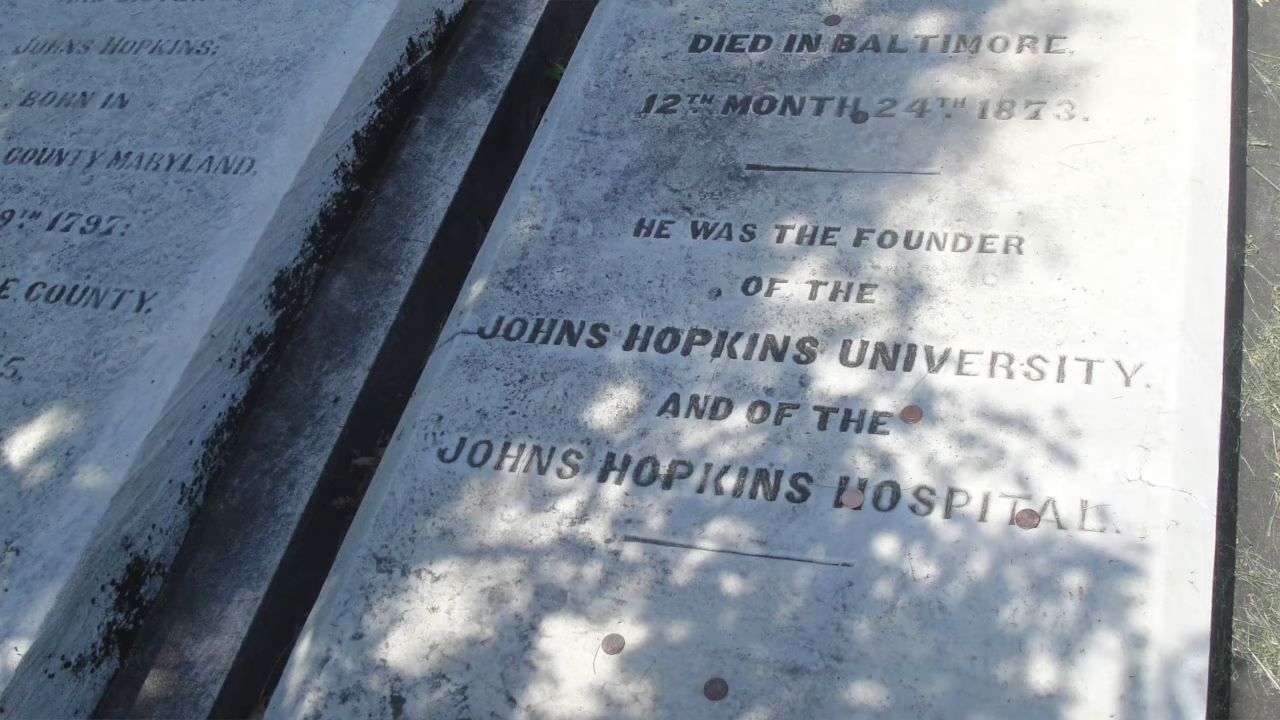 JOHNS HOPKINS:
BORN IN
COUNTY MARYLAND,
9TH 1797:
COUNTY.
DIED IN BALTIMORE,
12TH MONTH, 24TH 1873.
HE WAS THE FOUNDER
OF THE
JOHNS HOPKINS UNIVERSITY.
AND OF THE
JOHNS HOPKINS HOSPITAL.